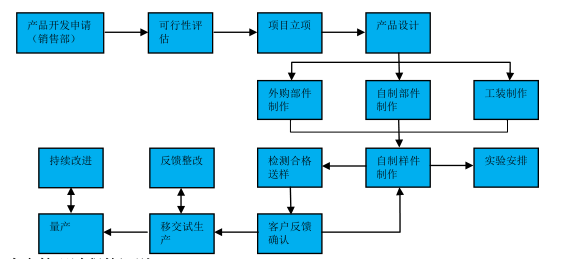 产品开发申请
（销售部）
可行性评
估
项目立项
产品设计
外购部件
制作
自制部件
制作
工装制作
持续改进
反馈整改
检测合格
送样
自制样件
制作
实验安排
量产
移交试生
产
客户反馈
确认